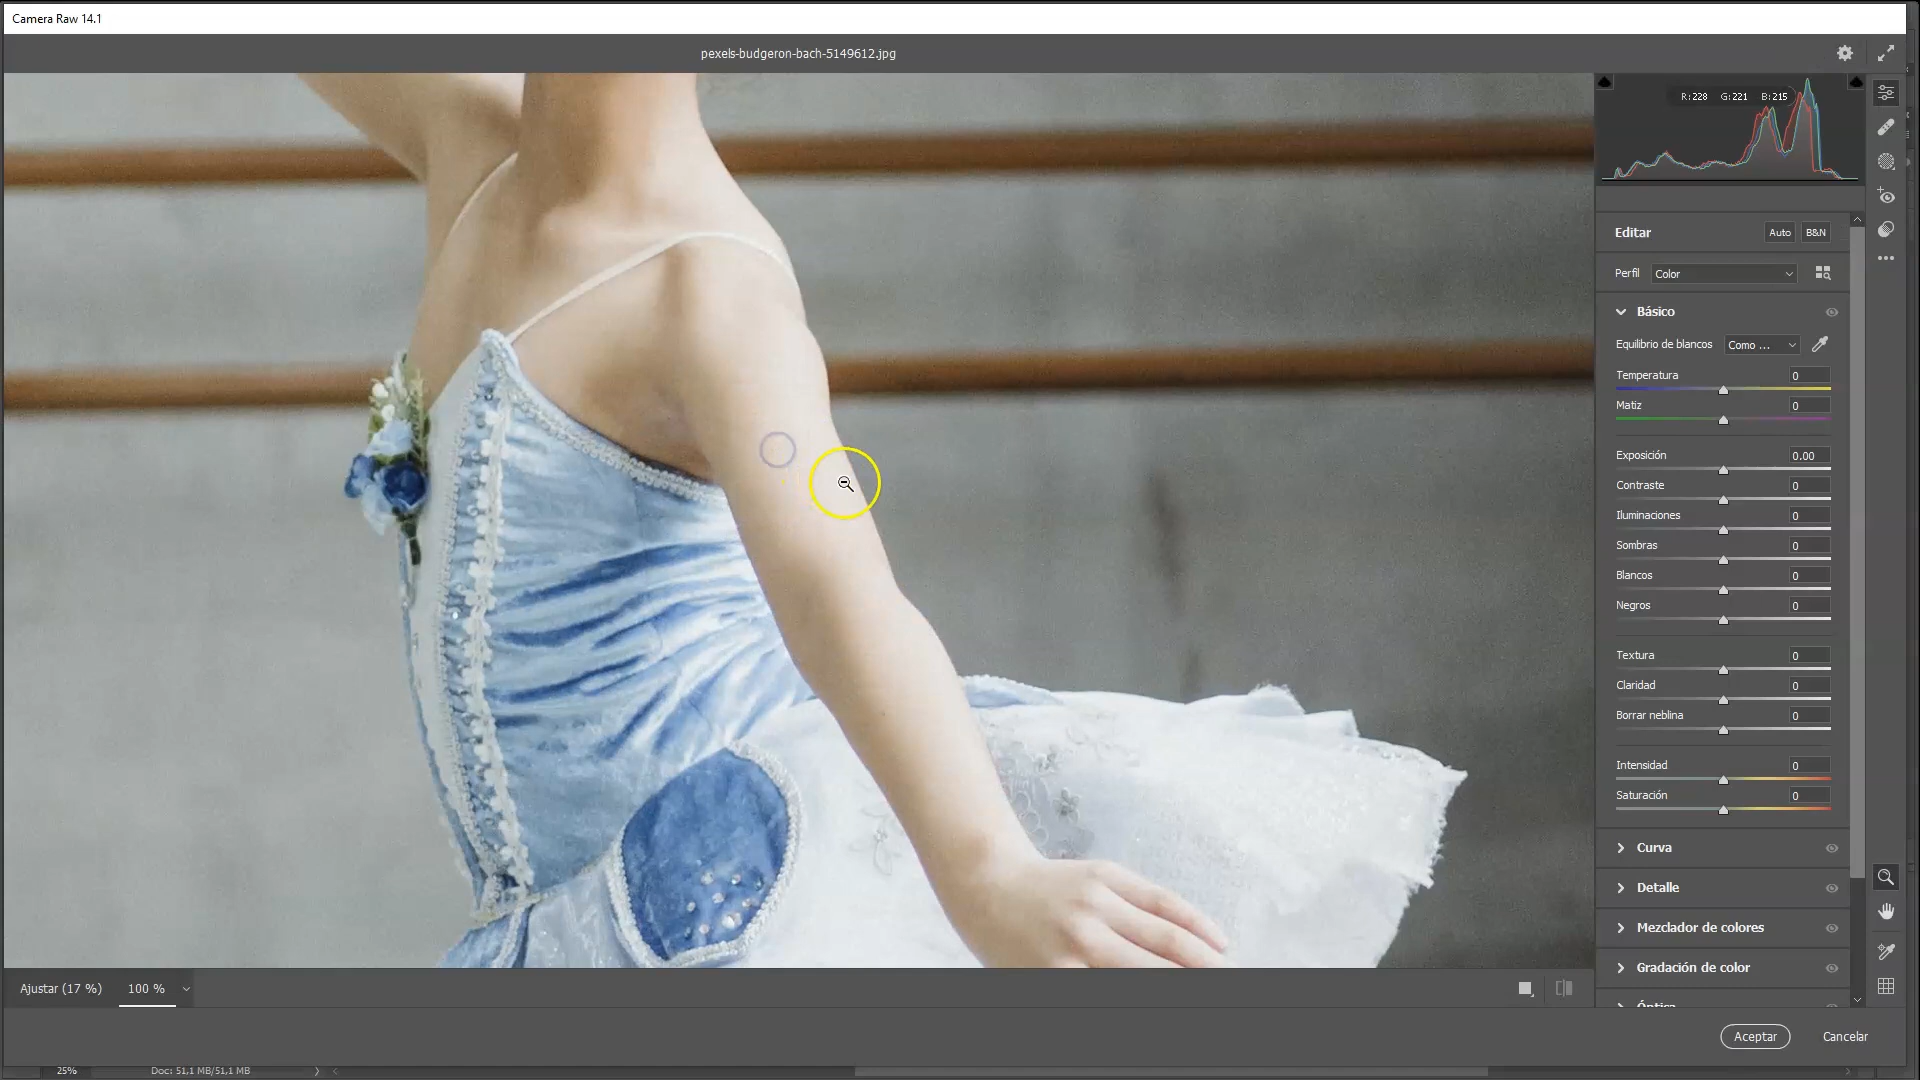 Camera Raw 14.1
pexels-budgeron-bach-5149612.jpg
R:228 G:221 B:215
Editar Auto B&N
Perfil Color
Básico
Equilibrio de blancos Como ...
Temperatura 0
Matiz 0
Exposición 0.00
Contraste 0
Iluminaciones 0
Sombras 0
Blancos 0
Negros 0
Textura 0
Claridad 0
Borrar neblina 0
Intensidad 0
Saturación 0
Curva
Detalle
Mezclador de colores
Gradación de color
Óptica
Ajustar (17 %) 100 %
Aceptar Cancelar
25% Doc: 51,1 MB/51,1 MB